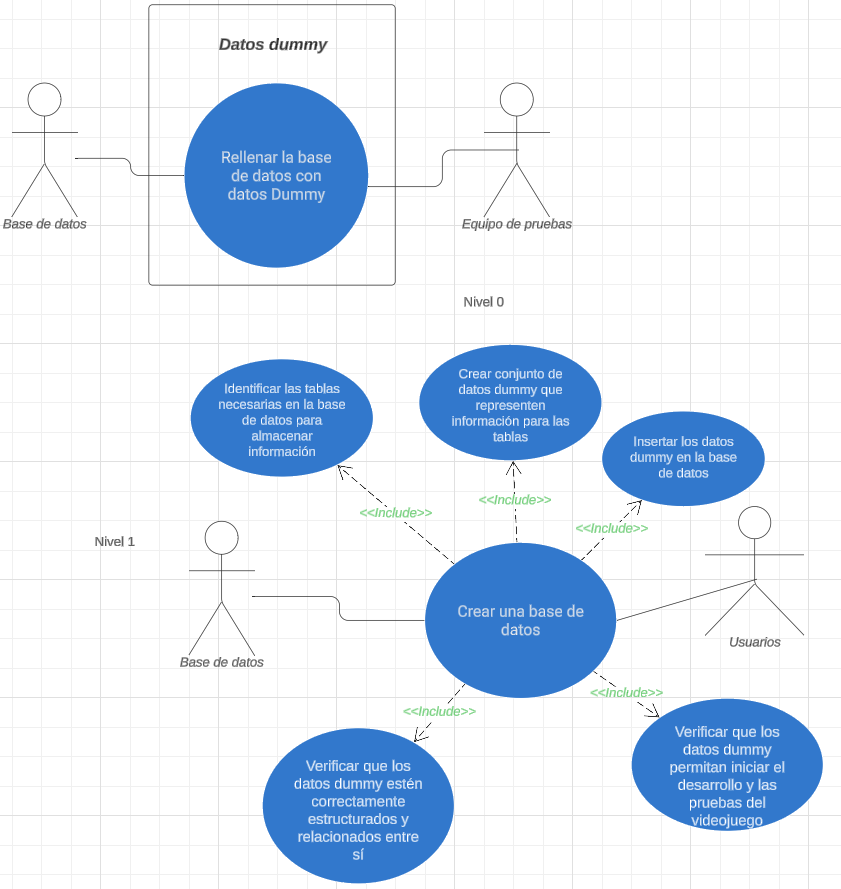 Datos dummy
Rellenar la base
de datos con
datos Dummy
Base de datos
Equipo de pruebas
Nivel 0
Identificar las tablas
necesarias en la base
de datos para
almacenar
información
Crear conjunto de
datos dummy que
representen
información para las
tablas
Insertar los datos
dummy en la base
de datos
<<Include>>
<<Include>>
<<Include>>
Nivel 1
Base de datos
Crear una base de
datos
Usuarios
<<Include>>
<<Include>>
Verificar que los
datos dummy estén
correctamente
estructurados y
relacionados entre
sí
Verificar que los
datos dummy
permitan iniciar el
desarrollo y las
pruebas del
videojuego